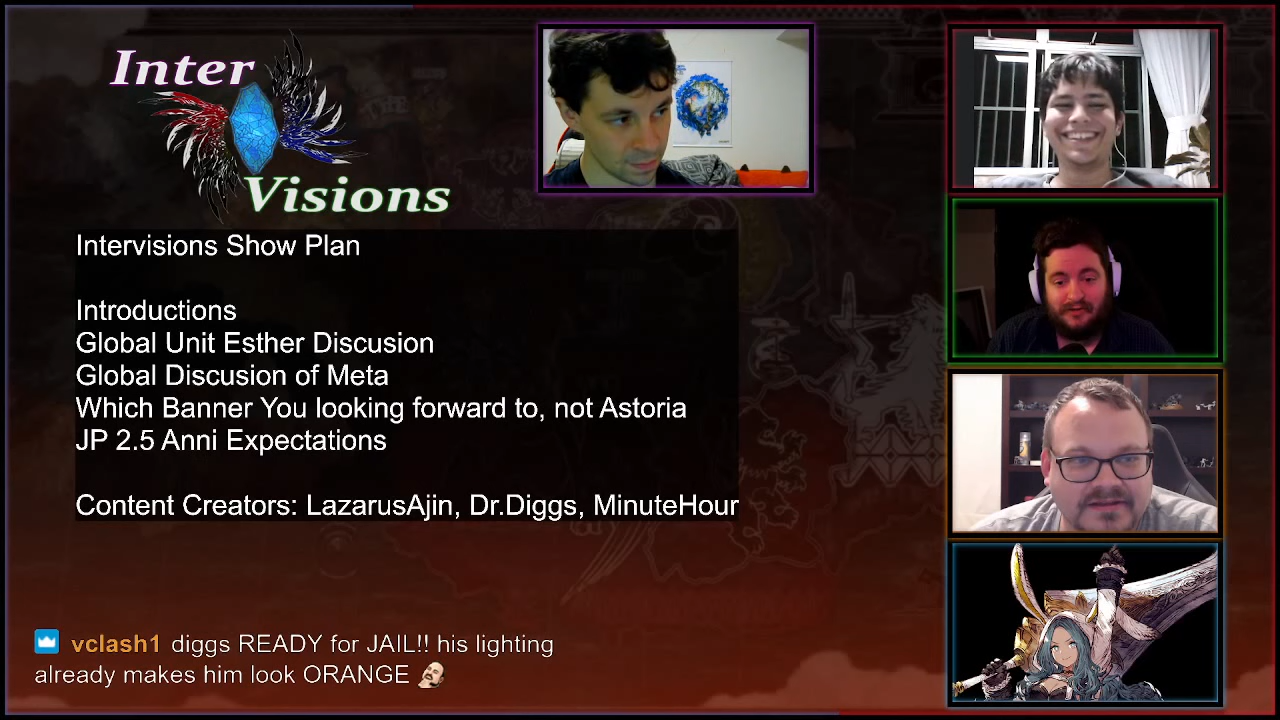 Inter
Visions
Intervisions Show Plan
Introductions
Global Unit Esther Discusion
Global Discusion of Meta
Which Banner You looking forward to, not Astoria
JP 2.5 Anni Expectations
Content Creators: LazarusAjin, Dr.Diggs, MinuteHour
vclash1 diggs READY for JAIL!! his lighting
already makes him look ORANGE